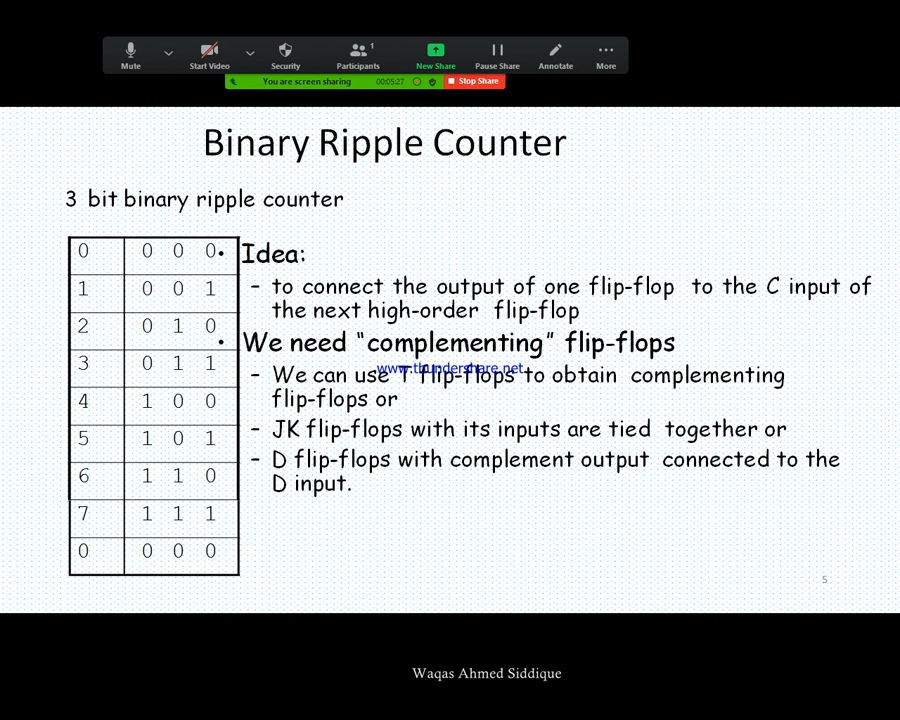 Mute
Start Video
Security
Participants
1
New Share
Pause Share
Annotate
More
You are screen sharing
00:05:27
Stop Share
Binary Ripple Counter
3 bit binary ripple counter
0 0 0 0
1 0 0 1
2 0 1 0
3 0 1 1
4 1 0 0
5 1 0 1
6 1 1 0
7 1 1 1
0 0 0 0
• Idea:
- to connect the output of one flip-flop to the C input of
the next high-order flip-flop
• We need “complementing” flip-flops
www.thundershare.net
- We can use T flip-flops to obtain complementing
flip-flops or
- JK flip-flops with its inputs are tied together or
- D flip-flops with complement output connected to the
D input.
5
Waqas Ahmed Siddique